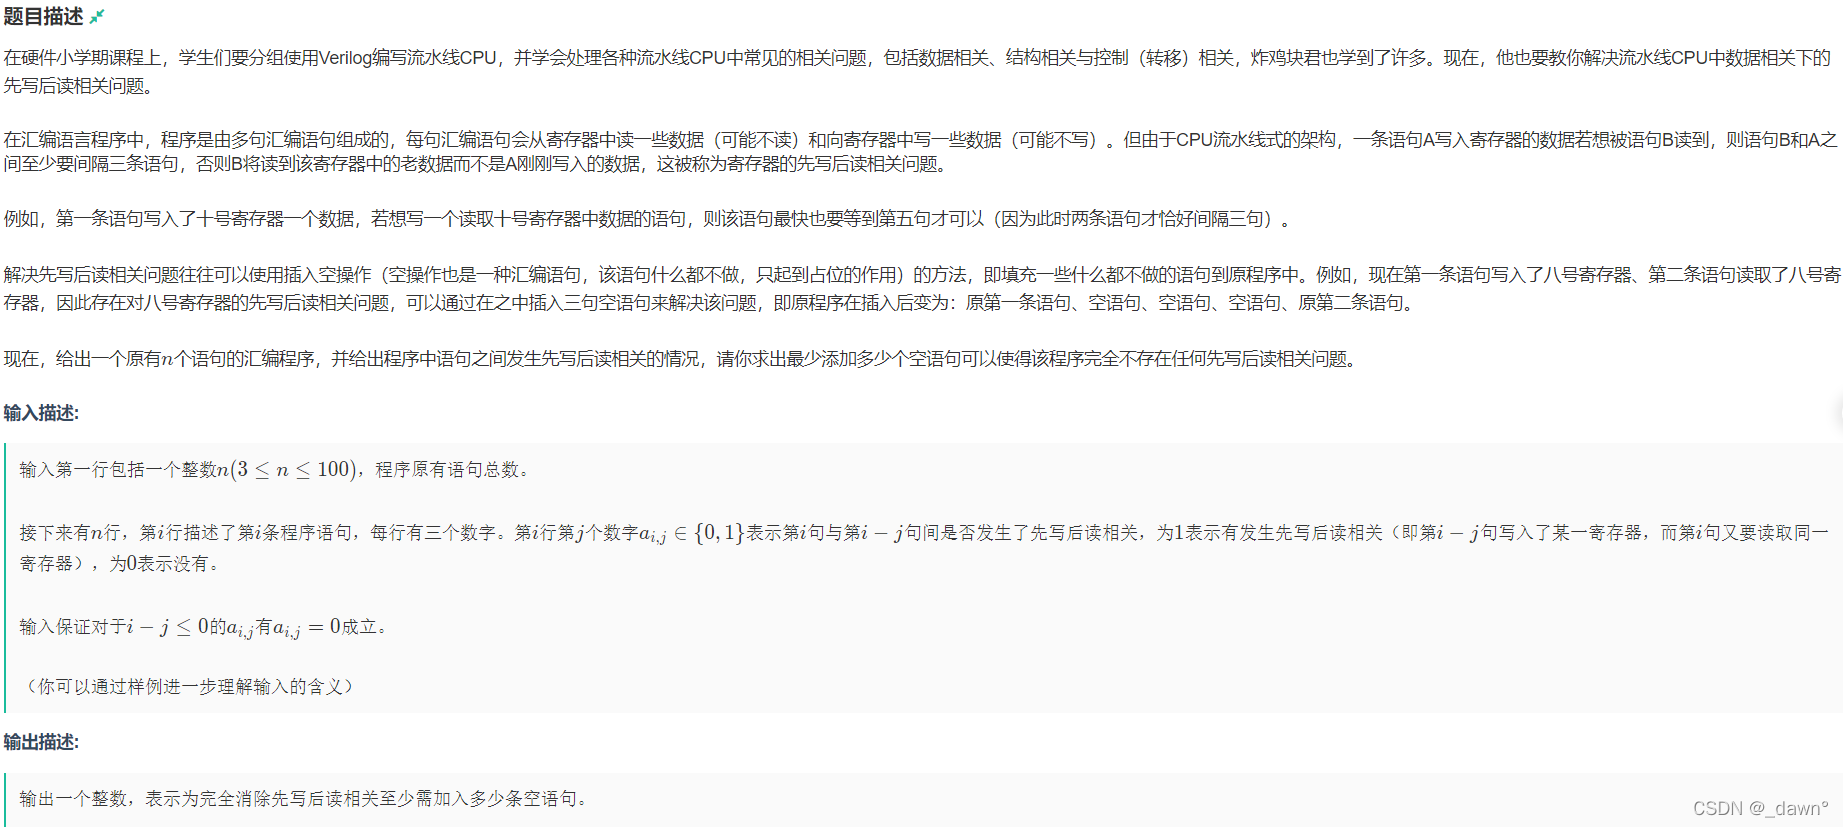 题目描述
在硬件小学期课程上，学生们要分组使用Verilog编写流水线CPU，并学会处理各种流水线CPU中常见的相关问题，包括数据相关、结构相关与控制（转移）相关，炸鸡块君也学到了许多。现在，他也要教你解决流水线CPU中数据相关下的
先写后读相关问题。
在汇编语言程序中，程序是由多句汇编语句组成的，每句汇编语句会从寄存器中读一些数据（可能不读）和向寄存器中写一些数据（可能不写）。但由于CPU流水线式的架构，一条语句A写入寄存器的数据若想被语句B读到，则语句B和A之
间至少要间隔三条语句，否则B将读到该寄存器中的老数据而不是A刚刚写入的数据，这被称为寄存器的先写后读相关问题。
例如，第一条语句写入了十号寄存器一个数据，若想写一个读取十号寄存器中数据的语句，则该语句最快也要等到第五句才可以（因为此时两条语句才恰好间隔三句）。
解决先写后读相关问题往往可以使用插入空操作（空操作也是一种汇编语句，该语句什么都不做，只起到占位的作用）的方法，即填充一些什么都不做的语句到原程序中。例如，现在第一条语句写入了八号寄存器、第二条语句读取了八号寄
存器，因此存在对八号寄存器的先写后读相关问题，可以通过在之中插入三句空语句来解决该问题，即原程序在插入后变为：原第一条语句、空语句、空语句、空语句、原第二条语句。
现在，给出一个原有n个语句的汇编程序，并给出程序中语句之间发生先写后读相关的情况，请你求出最少添加多少个空语句可以使得该程序完全不存在任何先写后读相关问题。
输入描述:
输入第一行包括一个整数n(3 ≤ n ≤ 100)，程序原有语句总数。
接下来有n行，第i行描述了第i条程序语句，每行有三个数字。第i行第j个数字a_{i,j} ∈ {0, 1}表示第i句与第i − j句间是否发生了先写后读相关，为1表示有发生先写后读相关（即第i − j句写入了某一寄存器，而第i句又要读取同一
寄存器），为0表示没有。
输入保证对于i − j ≤ 0的a_{i,j}有a_{i,j} = 0成立。
（你可以通过样例进一步理解输入的含义）
输出描述:
输出一个整数，表示为完全消除先写后读相关至少需加入多少条空语句。
CSDN @_dawn°